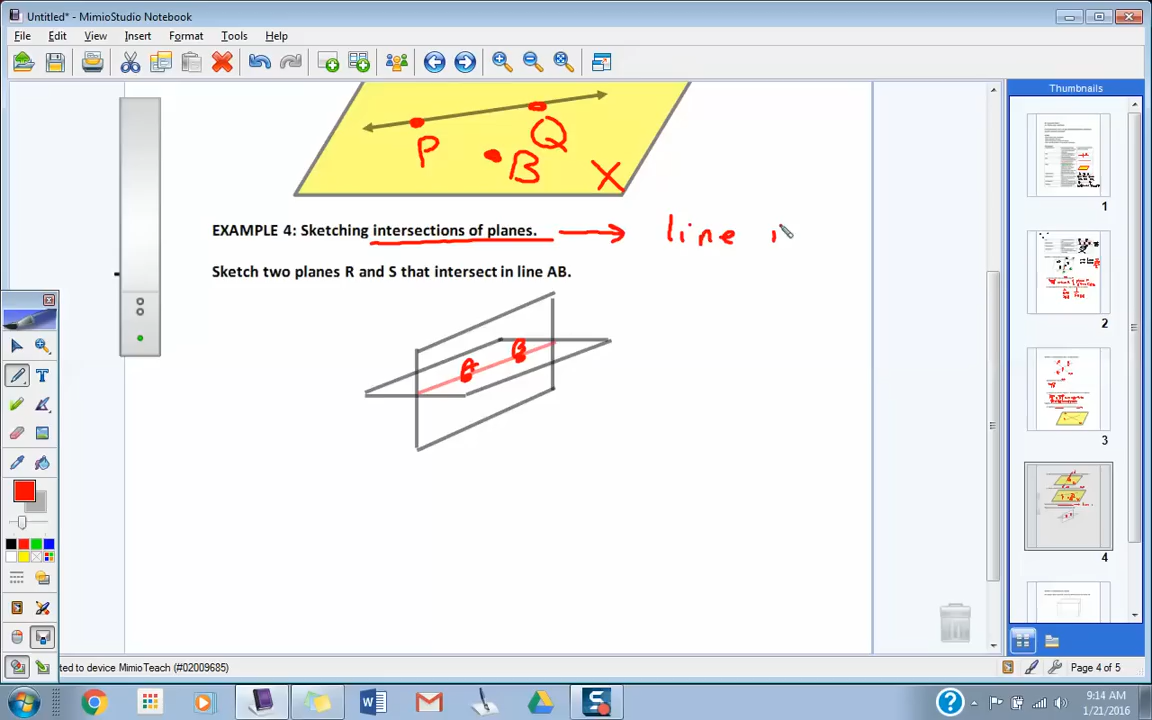 Untitled* - MimioStudio Notebook
File Edit View Insert Format Tools Help
Thumbnails
P
Q
B
X
EXAMPLE 4: Sketching intersections of planes.
line
Sketch two planes R and S that intersect in line AB.
A
B
1
2
3
4
T
ted to device MimioTeach (#02009685)
Page 4 of 5
W
S
?
9:14 AM
1/21/2016